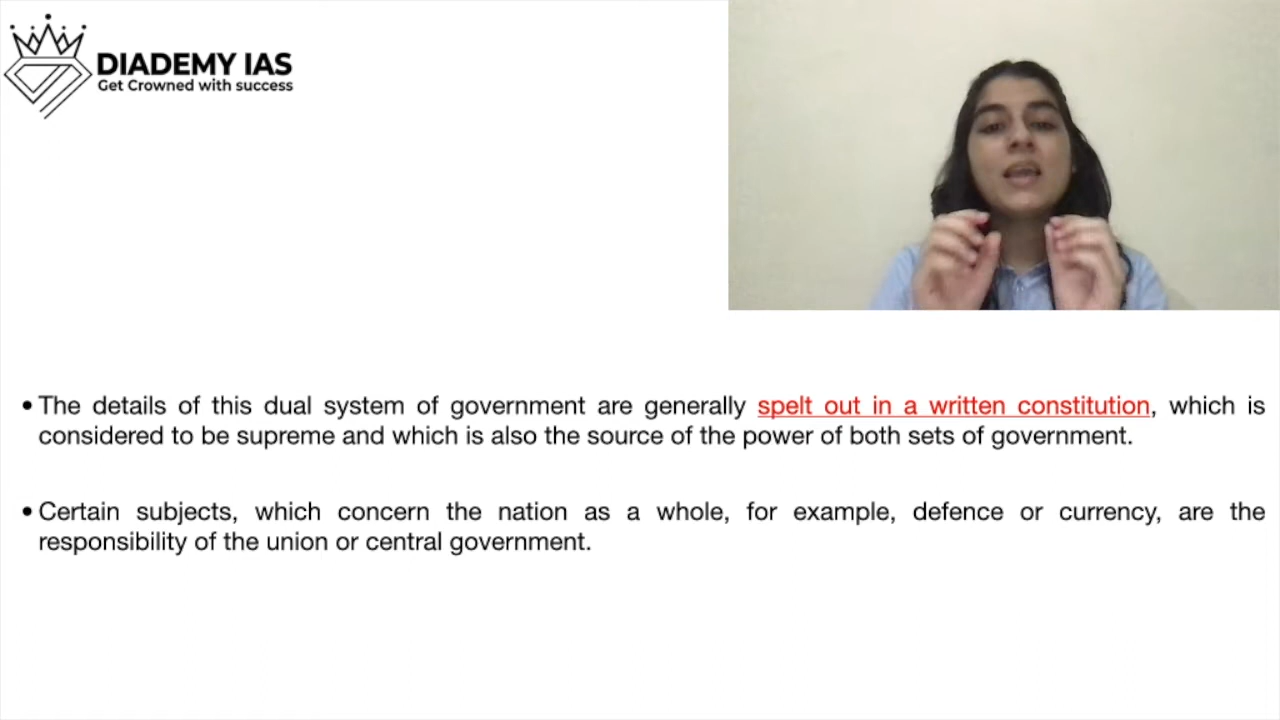 DIADEMY IAS
Get Crowned with success
• The details of this dual system of government are generally spelt out in a written constitution, which is
considered to be supreme and which is also the source of the power of both sets of government.
• Certain subjects, which concern the nation as a whole, for example, defence or currency, are the
responsibility of the union or central government.